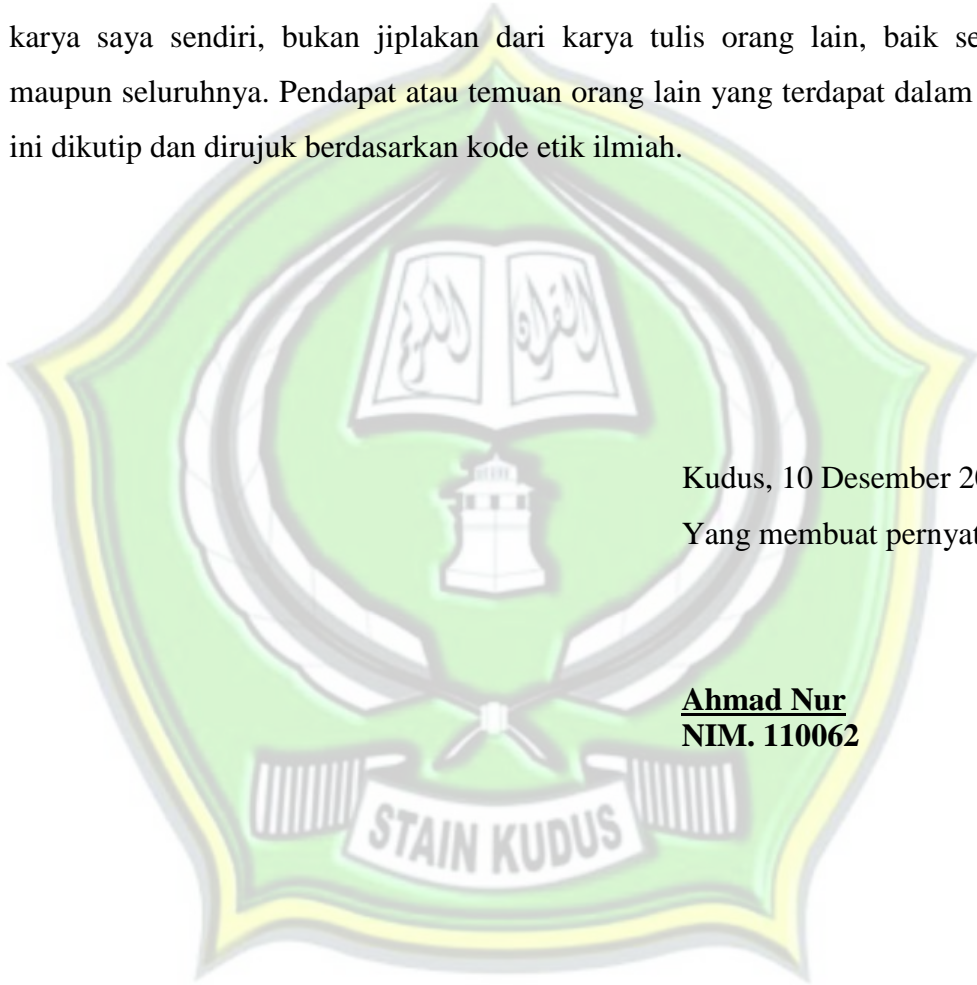 karya saya sendiri, bukan jiplakan dari karya tulis orang lain, baik se
maupun seluruhnya. Pendapat atau temuan orang lain yang terdapat dalam
ini dikutip dan dirujuk berdasarkan kode etik ilmiah.
Kudus, 10 Desember 20
Yang membuat pernyat
Ahmad Nur
NIM. 110062
STAIN KUDUS